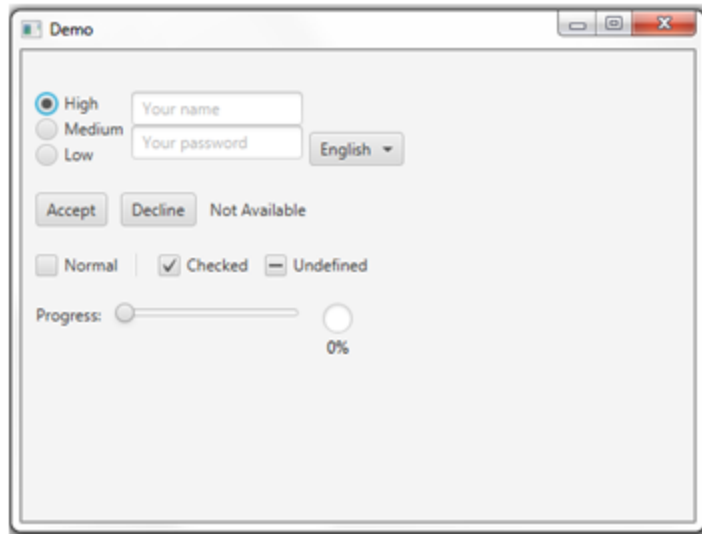 Demo
High
Your name
Medium
Your password
Low
English
Accept Decline Not Available
Normal Checked Undefined
Progress:
0%